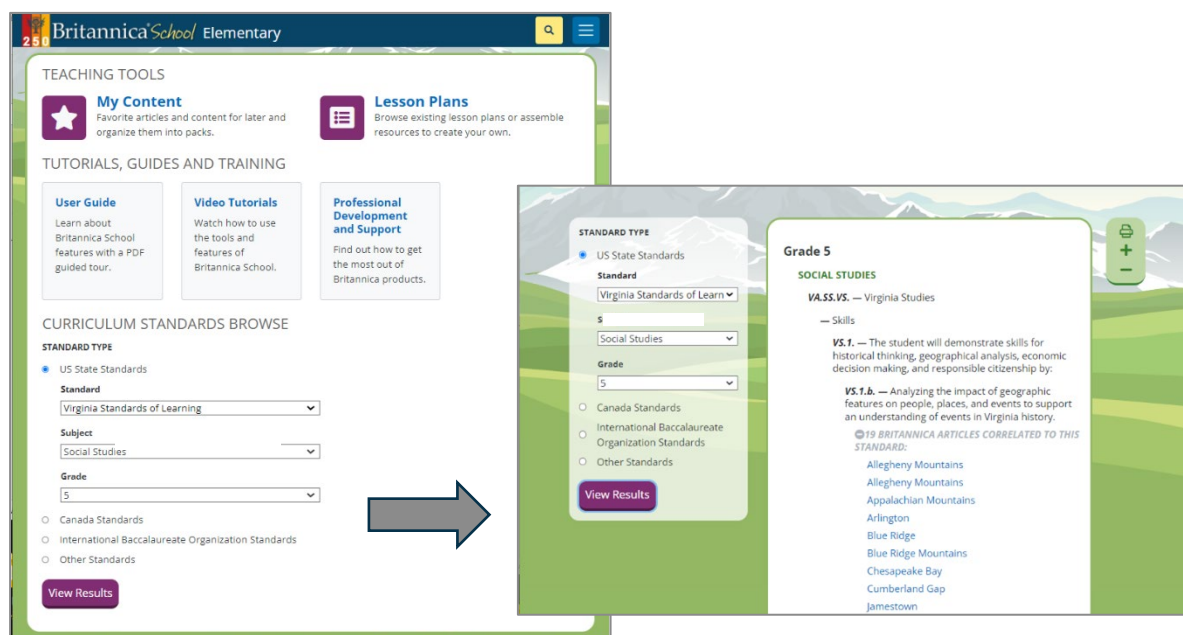 250 Britannica School Elementary
TEACHING TOOLS
My Content
Favorite articles and content for later and
organize them into packs.
Lesson Plans
Browse existing lesson plans or assemble
resources to create your own.
TUTORIALS, GUIDES AND TRAINING
User Guide
Learn about
Britannica School
features with a PDF
guided tour.
Video Tutorials
Watch how to use
the tools and
features of
Britannica School.
Professional
Development
and Support
Find out how to get
the most out of
Britannica products.
CURRICULUM STANDARDS BROWSE
STANDARD TYPE
US State Standards
Standard
Virginia Standards of Learning
Subject
Social Studies
Grade
5
Canada Standards
International Baccalaureate Organization Standards
Other Standards
View Results
STANDARD TYPE
US State Standards
Standard
Virginia Standards of Learn
S
Social Studies
Grade
5
Canada Standards
International Baccalaureate
Organization Standards
Other Standards
View Results
Grade 5
SOCIAL STUDIES
VA.SS.VS. — Virginia Studies
— Skills
VS.1. — The student will demonstrate skills for
historical thinking, geographical analysis, economic
decision making, and responsible citizenship by:
VS.1.b. — Analyzing the impact of geographic
features on people, places, and events to support
an understanding of events in Virginia history.
19 BRITANNICA ARTICLES CORRELATED TO THIS
STANDARD:
Allegheny Mountains
Allegheny Mountains
Appalachian Mountains
Arlington
Blue Ridge
Blue Ridge Mountains
Chesapeake Bay
Cumberland Gap
Jamestown